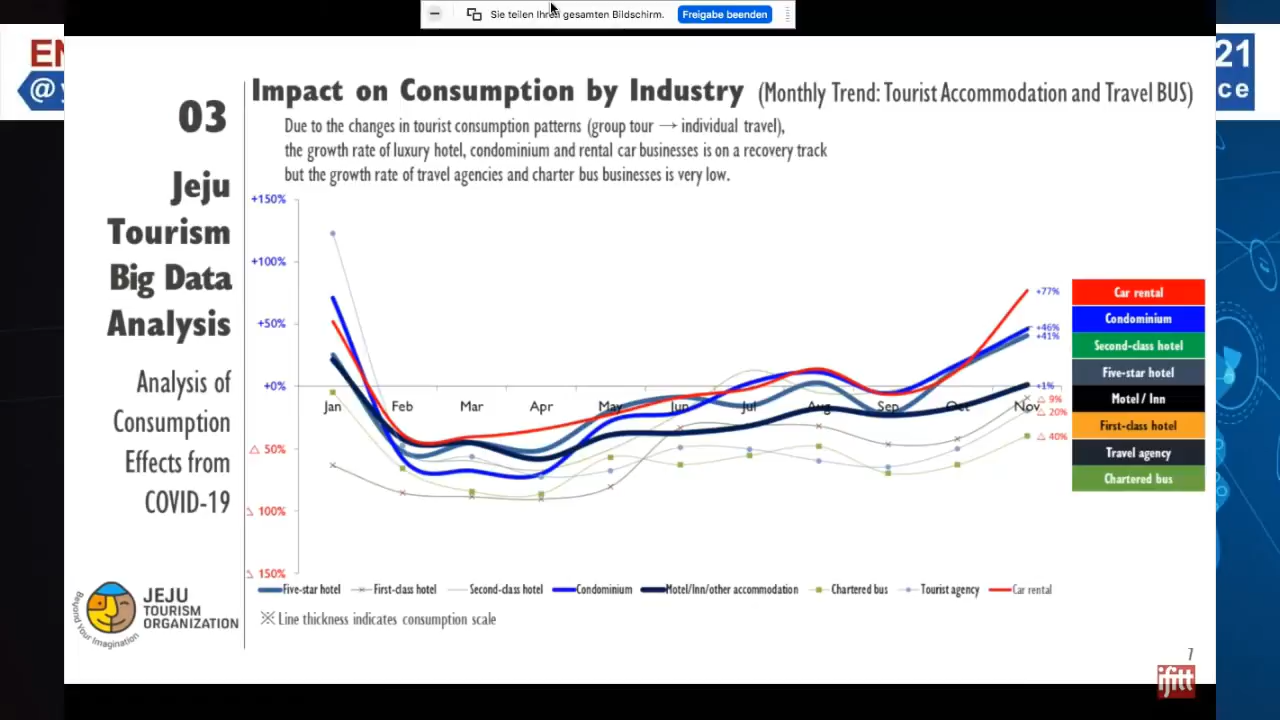 Sie teilen Ihren gesamten Bildschirm.
Freigabe beenden
EN
21
@y
ce
03
Jeju
Tourism
Big Data
Analysis
Analysis of
Consumption
Effects from
COVID-19
Impact on Consumption by Industry (Monthly Trend: Tourist Accommodation and Travel BUS)
Due to the changes in tourist consumption patterns (group tour → individual travel),
the growth rate of luxury hotel, condominium and rental car businesses is on a recovery track
but the growth rate of travel agencies and charter bus businesses is very low.
+150%
+100%
+50%
+0%
△ 50%
△ 100%
△ 150%
Jan Feb Mar Apr May Jun Jul Aug Sep Oct Nov
+77%
+46%
+41%
+1%
△ 9%
△ 20%
△ 40%
Car rental
Condominium
Second-class hotel
Five-star hotel
Motel / Inn
First-class hotel
Travel agency
Chartered bus
Five-star hotel First-class hotel Second-class hotel Condominium Motel/Inn/other accommodation Chartered bus Tourist agency Car rental
※ Line thickness indicates consumption scale
Beyond Your Imagination
JEJU
TOURISM
ORGANIZATION
7
ifitt